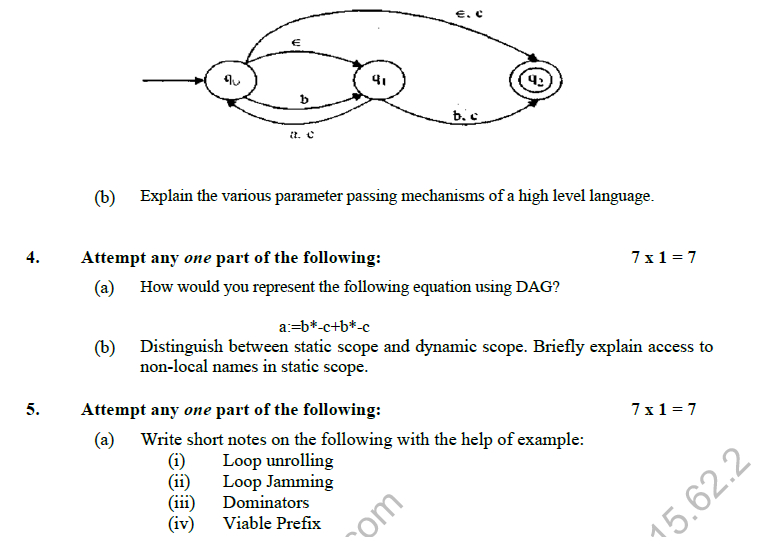 ϵ, c
ϵ
q1
q2
b
b, c
a, c
(b) Explain the various parameter passing mechanisms of a high level language.
4. Attempt any one part of the following: 7 x 1 = 7
(a) How would you represent the following equation using DAG?
a:=b*-c+b*-c
(b) Distinguish between static scope and dynamic scope. Briefly explain access to
non-local names in static scope.
5. Attempt any one part of the following: 7 x 1 = 7
(a) Write short notes on the following with the help of example:
(i) Loop unrolling
(ii) Loop Jamming
(iii) Dominators
(iv) Viable Prefix
com
15.62.2